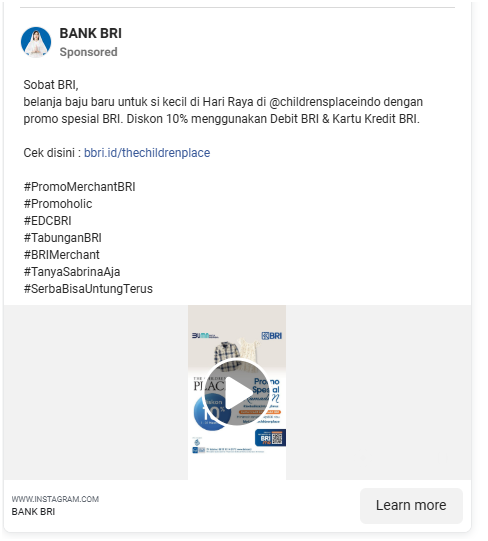 BANK BRI
Sponsored
Sobat BRI,
belanja baju baru untuk si kecil di Hari Raya di @childrensplaceindo dengan
promo spesial BRI. Diskon 10% menggunakan Debit BRI & Kartu Kredit BRI.
Cek disini : bbri.id/thechildrenplace
#PromoMerchantBRI
#Promoholic
#EDCBRI
#TabunganBRI
#BRIMerchant
#TanyaSabrinaAja
#SerbaBisaUntungTerus
BRI
PLAC
Promo
Spesial
10%
BRI
WWW.INSTAGRAM.COM
BANK BRI
Learn more